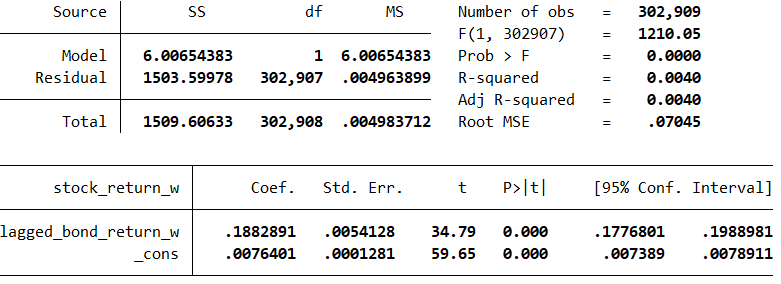 Source SS df MS Number of obs = 302,909
F(1, 302907) = 1210.05
Model 6.00654383 1 6.00654383 Prob > F = 0.0000
Residual 1503.59978 302,907 .004963899 R-squared = 0.0040
Adj R-squared = 0.0040
Total 1509.60633 302,908 .004983712 Root MSE = .07045
stock_return_w Coef. Std. Err. t P>|t| [95% Conf. Interval]
lagged_bond_return_w .1882891 .0054128 34.79 0.000 .1776801 .1988981
_cons .0076401 .0001281 59.65 0.000 .007389 .0078911